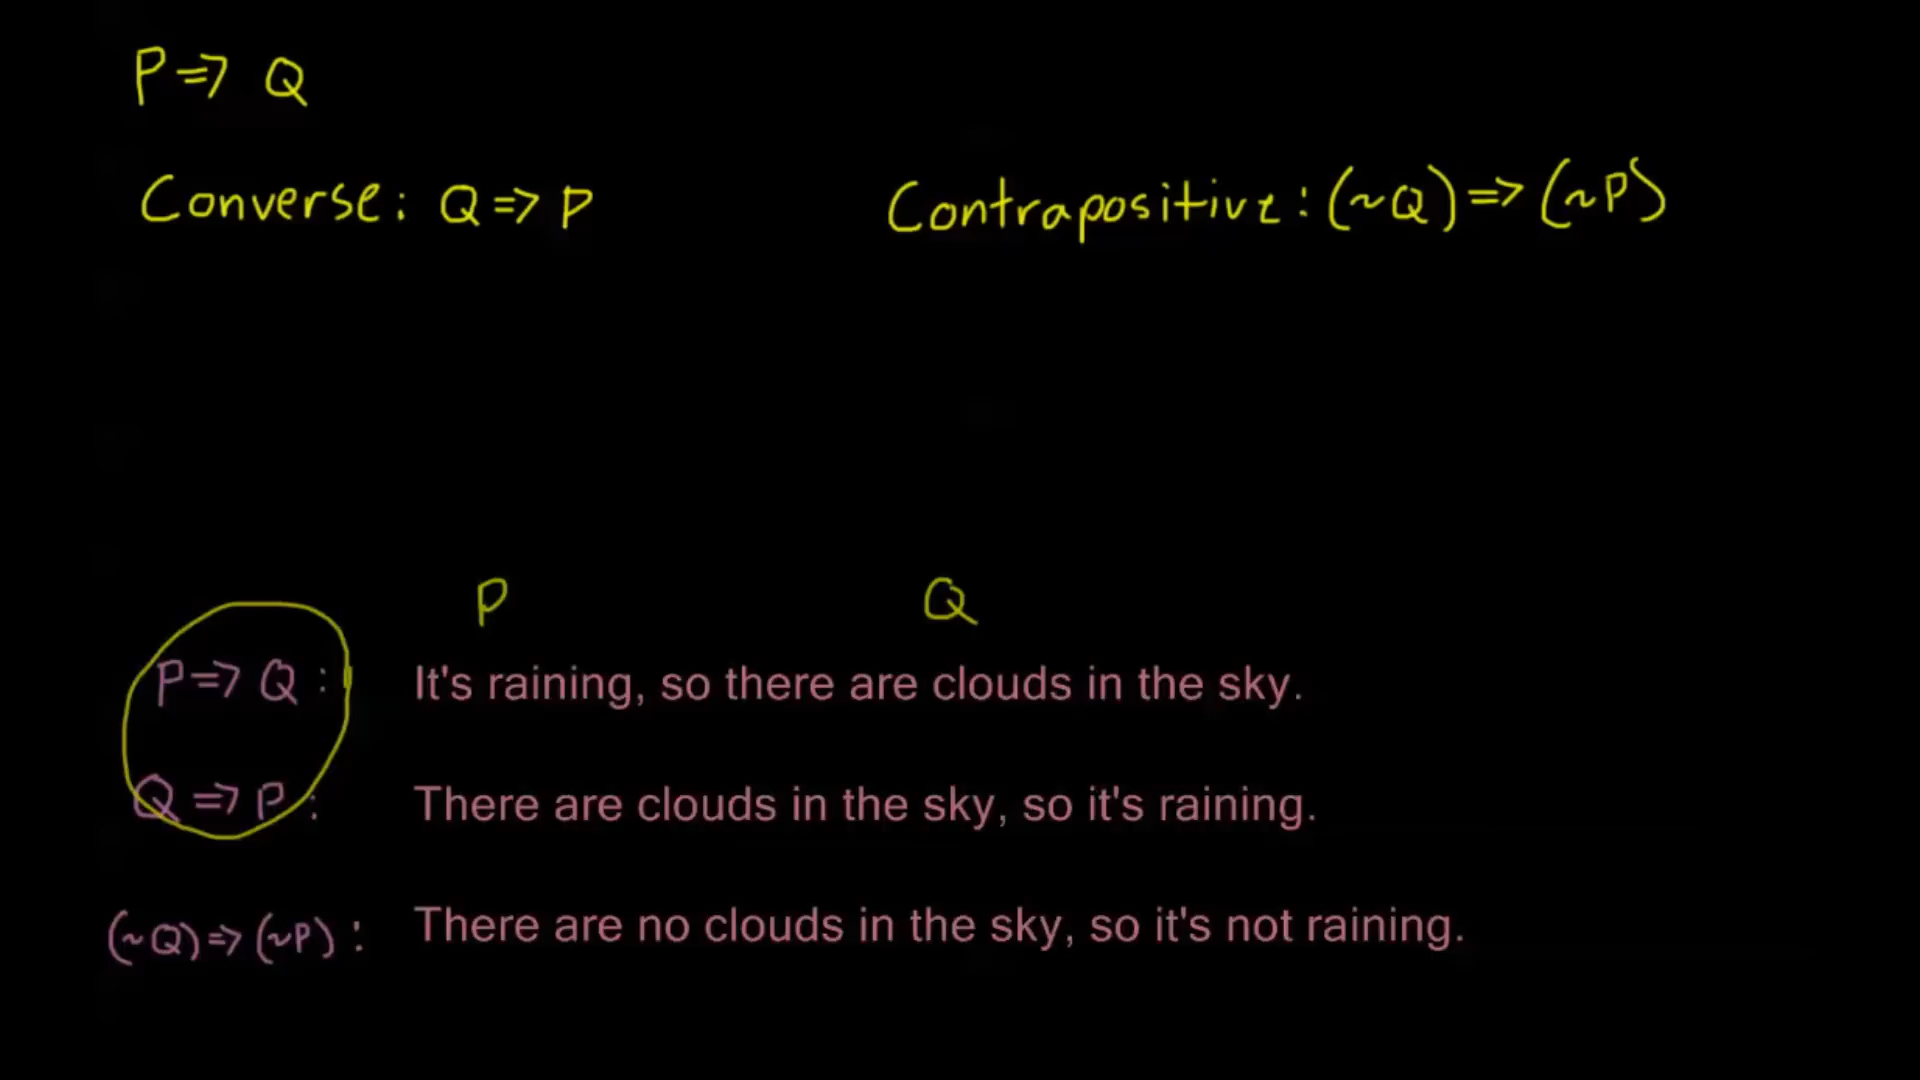 P => Q
Converse: Q => P
Contrapositive: (~Q) => (~P)
P Q
P => Q : It's raining, so there are clouds in the sky.
Q => P : There are clouds in the sky, so it's raining.
(~Q) => (~P) : There are no clouds in the sky, so it's not raining.